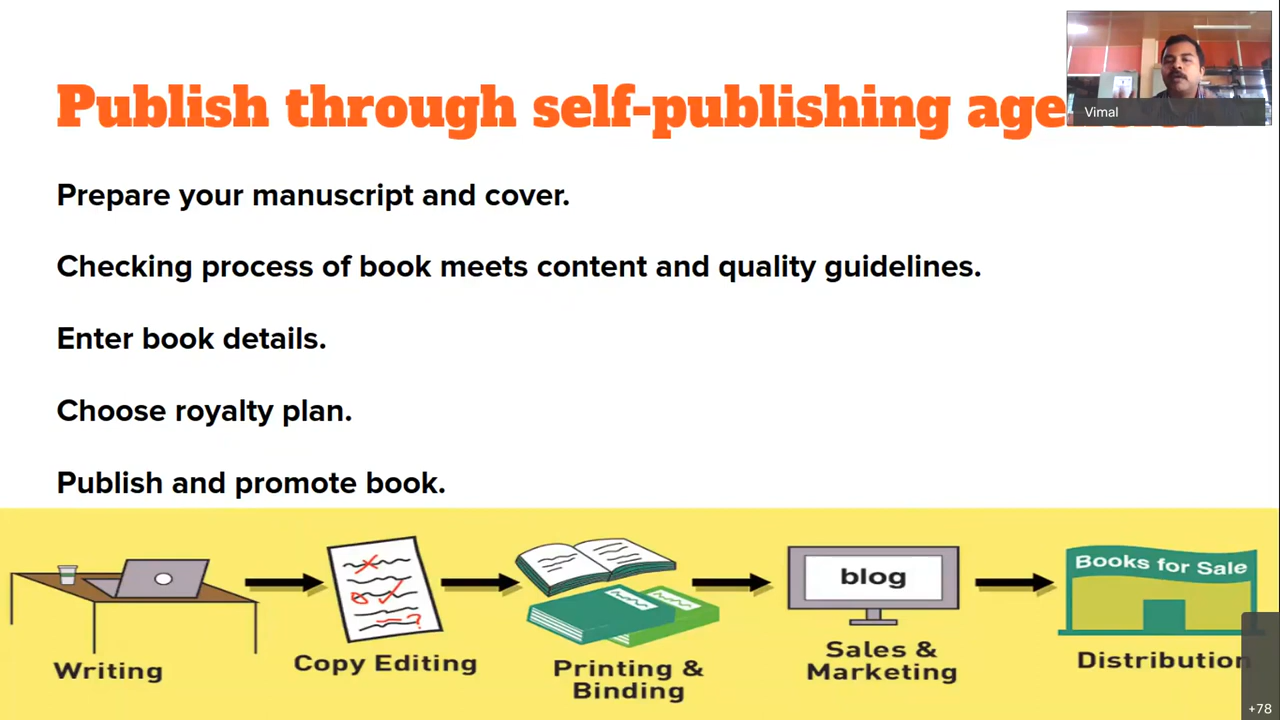 Publish through self-publishing
Vimal
Prepare your manuscript and cover.
Checking process of book meets content and quality guidelines.
Enter book details.
Choose royalty plan.
Publish and promote book.
blog
Books for Sale
Writing
Copy Editing
Printing &
Binding
Sales &
Marketing
Distribution
+78